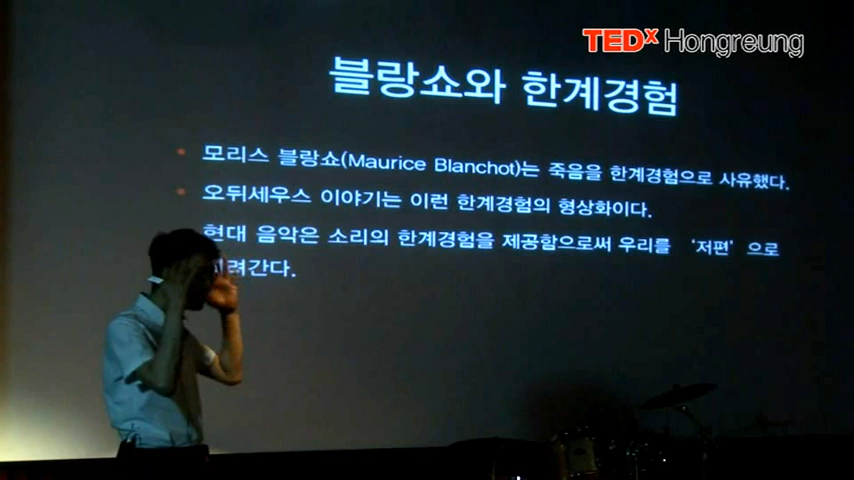 TEDx Hongreung
블랑쇼와 한계경험
모리스 블랑쇼(Maurice Blanchot)는 죽음을 한계경험으로 사유했다.
오뒤세우스 이야기는 이런 한계경험의 형상화이다.
현대 음악은 소리의 한계경험을 제공함으로써 우리를 ‘저편’ 으로